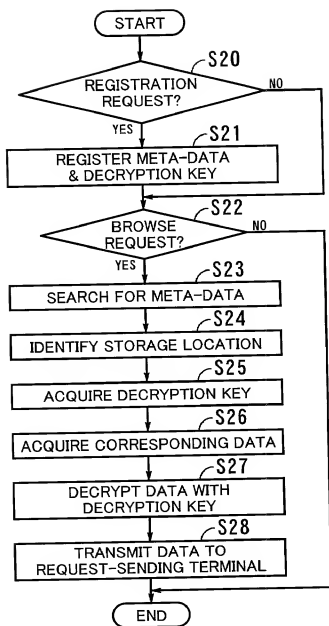 START
S20
REGISTRATION
REQUEST?
NO
YES
S21
REGISTER META-DATA
& DECRYPTION KEY
S22
BROWSE
REQUEST?
NO
YES
S23
SEARCH FOR META-DATA
S24
IDENTIFY STORAGE LOCATION
S25
ACQUIRE DECRYPTION KEY
S26
ACQUIRE CORRESPONDING DATA
S27
DECRYPT DATA WITH
DECRYPTION KEY
S28
TRANSMIT DATA TO
REQUEST-SENDING TERMINAL
END